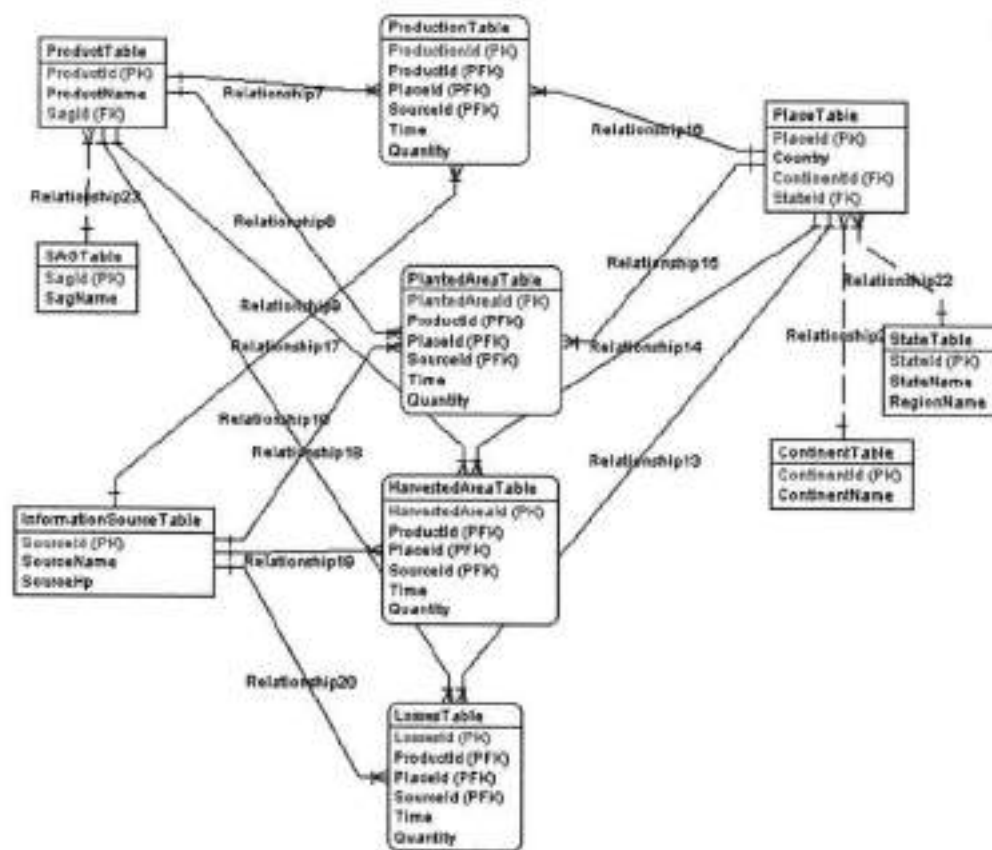 ProductTable
ProductId (PK)
ProductName
SagId (FK)
ProductionTable
ProductionId (PK)
ProductId (PFK)
PlaceId (PFK)
SourceId (PFK)
Time
Quantity
PlaceTable
PlaceId (PK)
Country
ContinentId (FK)
StateId (FK)
Relationship7
Relationship23
SAGTable
SagId (PK)
SagName
PlantedAreaTable
PlantedAreaId (PK)
ProductId (PFK)
PlaceId (PFK)
SourceId (PFK)
Time
Quantity
Relationship15
Relationship22
StateTable
StateId (PK)
StateName
RegionName
Relationship17
Relationship14
Relationship18
Relationship13
ContinentTable
ContinentId (PK)
ContinentName
InformationSourceTable
SourceId (PK)
SourceName
SourceHp
HarvestedAreaTable
HarvestedAreaId (PK)
ProductId (PFK)
PlaceId (PFK)
SourceId (PFK)
Time
Quantity
Relationship19
Relationship20
LossesTable
LossesId (PK)
ProductId (PFK)
PlaceId (PFK)
SourceId (PFK)
Time
Quantity